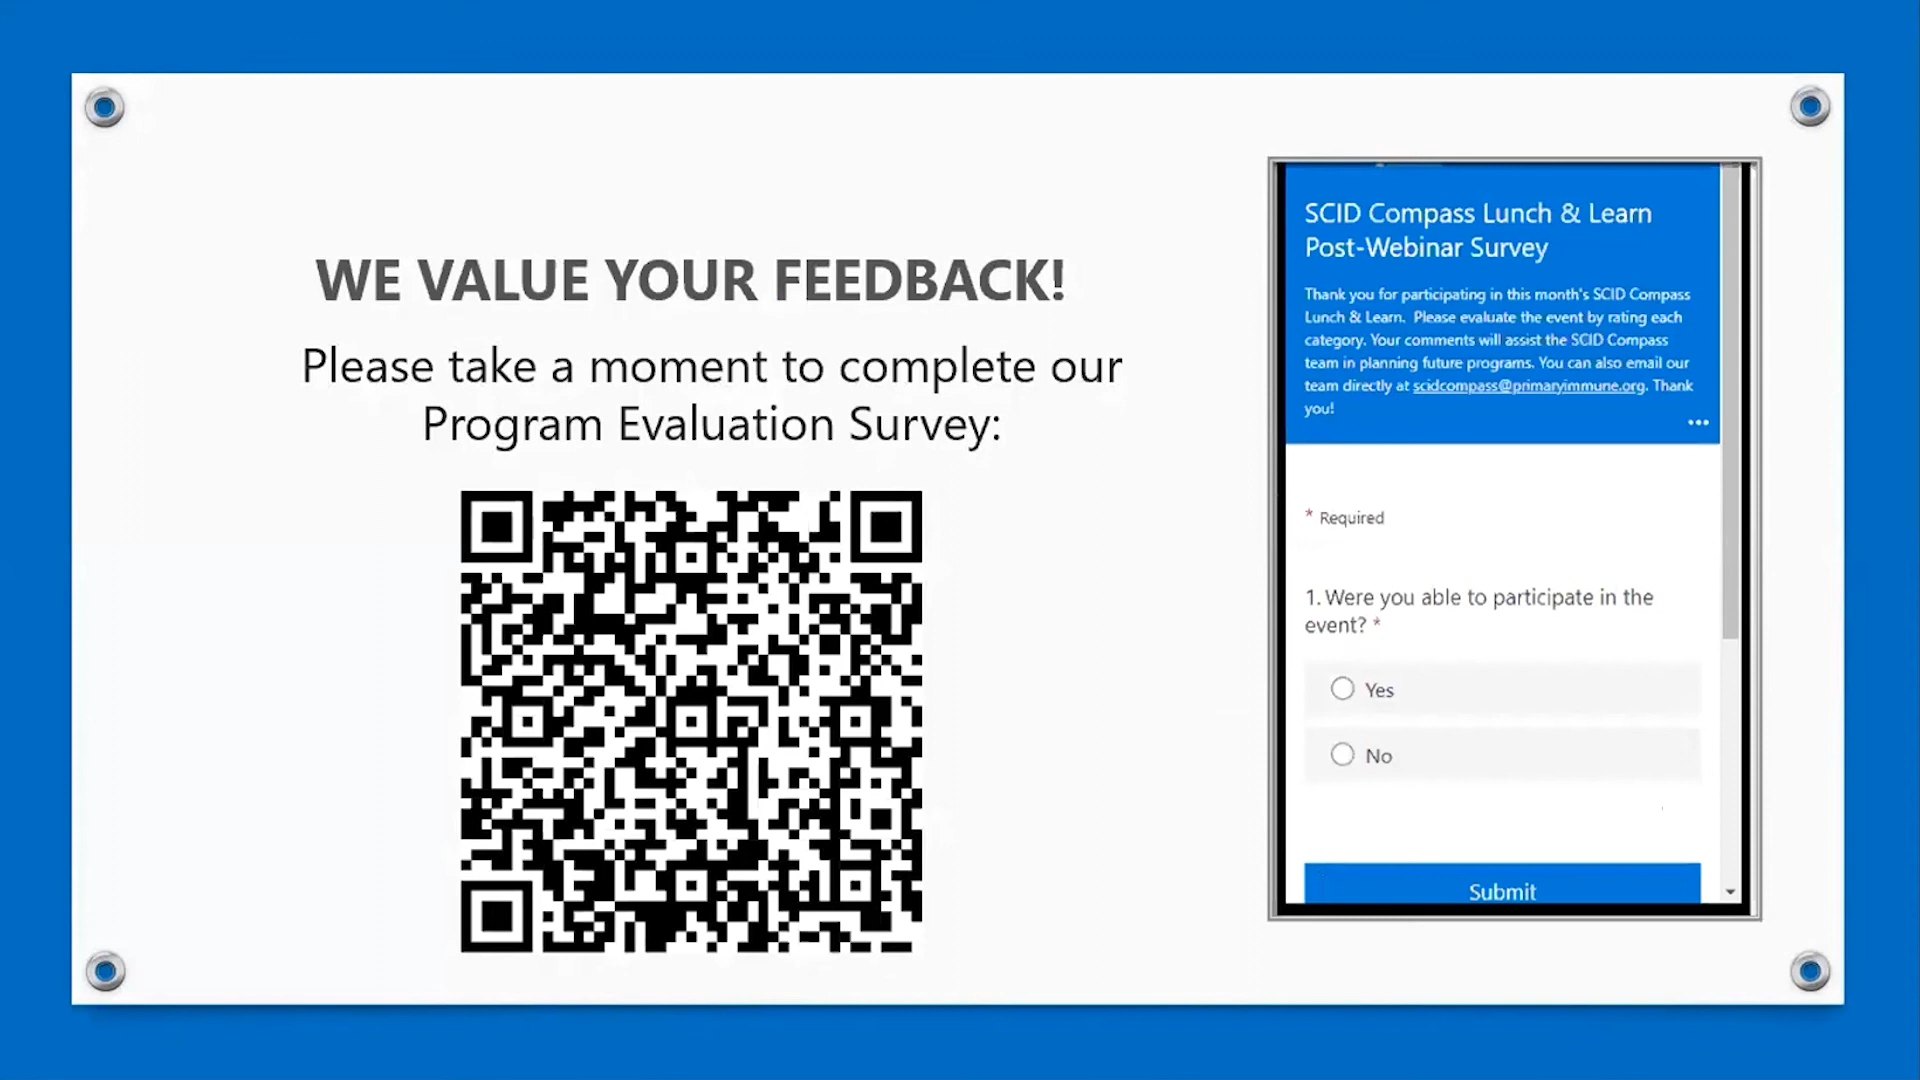 WE VALUE YOUR FEEDBACK!
Please take a moment to complete our
Program Evaluation Survey:
SCID Compass Lunch & Learn
Post-Webinar Survey
Thank you for participating in this month's SCID Compass
Lunch & Learn. Please evaluate the event by rating each
category. Your comments will assist the SCID Compass
team in planning future programs. You can also email our
team directly at scidcompass@primaryimmune.org. Thank
you!
* Required
1. Were you able to participate in the
event? *
Yes
No
Submit